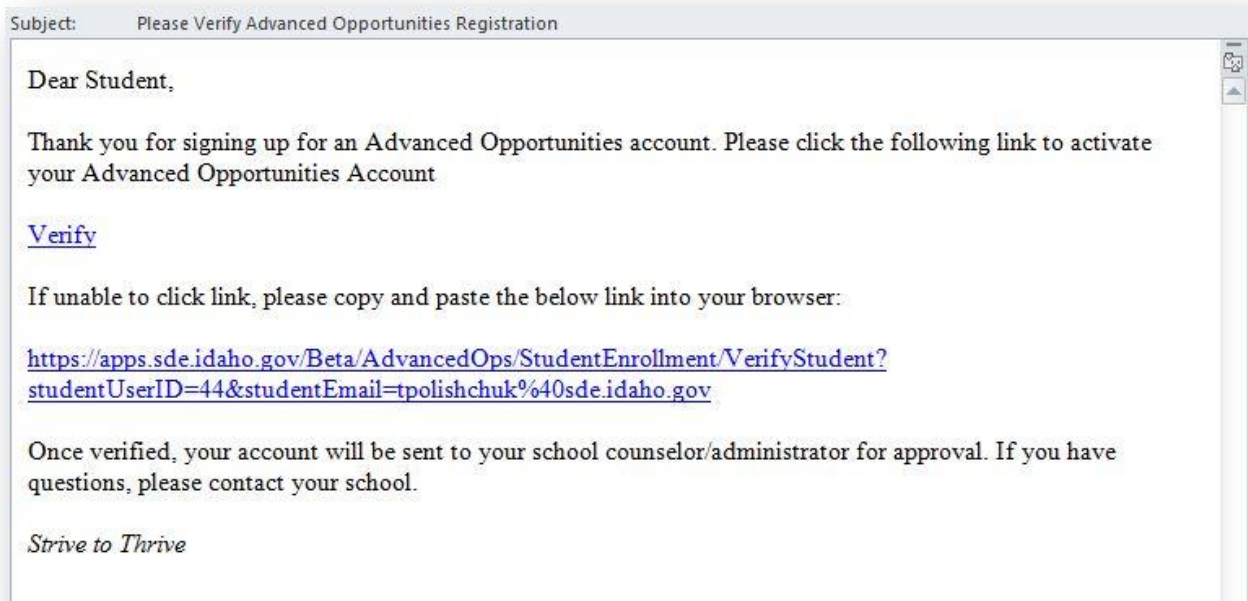 Subject: Please Verify Advanced Opportunities Registration
Dear Student,
Thank you for signing up for an Advanced Opportunities account. Please click the following link to activate
your Advanced Opportunities Account
Verify
If unable to click link, please copy and paste the below link into your browser:
https://apps.sde.idaho.gov/Beta/AdvancedOps/StudentEnrollment/VerifyStudent?
studentUserID=44&studentEmail=tpolishchuk%40sde.idaho.gov
Once verified, your account will be sent to your school counselor/administrator for approval. If you have
questions, please contact your school.
Strive to Thrive